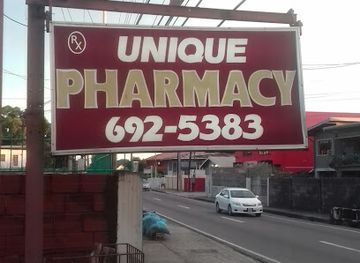 Rx
UNIQUE
PHARMACY
692-5383